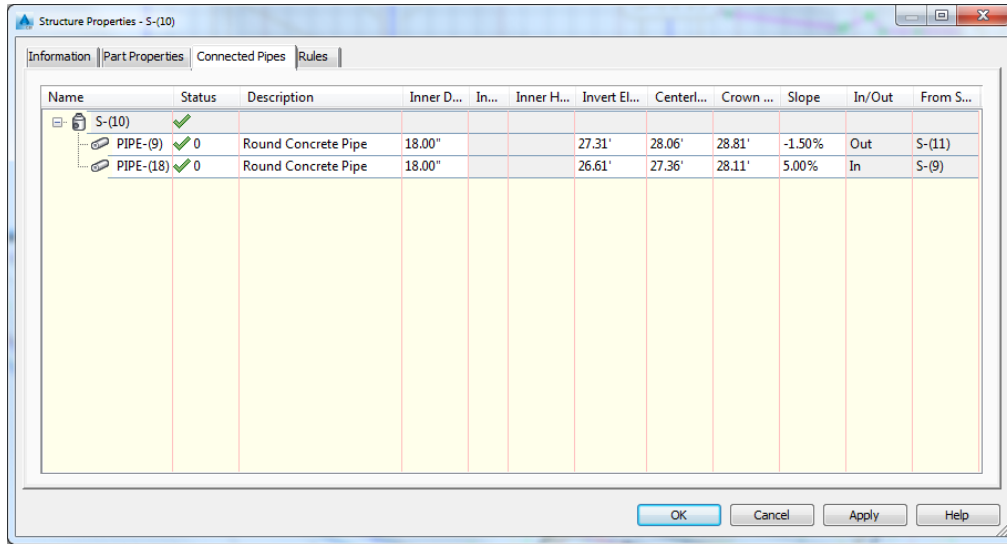 Structure Properties - S-(10)
Information Part Properties Connected Pipes Rules
Name Status Description Inner D... In... Inner H... Invert El... Centerl... Crown ... Slope In/Out From S...
S-(10)
PIPE-(9) 0 Round Concrete Pipe 18.00" 27.31' 28.06' 28.81' -1.50% Out S-(11)
PIPE-(18) 0 Round Concrete Pipe 18.00" 26.61' 27.36' 28.11' 5.00% In S-(9)
OK Cancel Apply Help